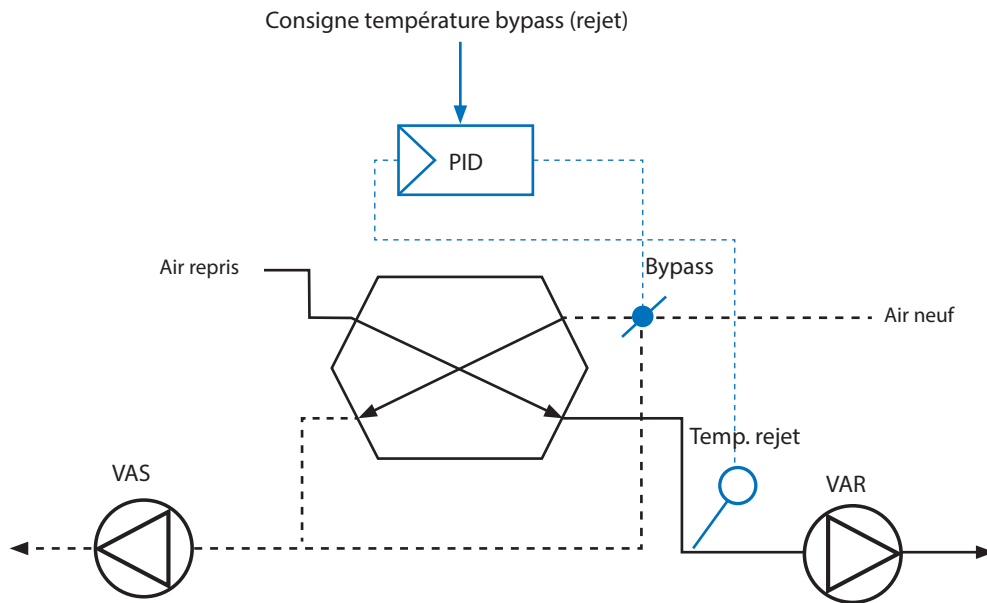 Consigne température bypass (rejet)
PID
Air repris
Bypass
Air neuf
Temp. rejet
VAS
VAR